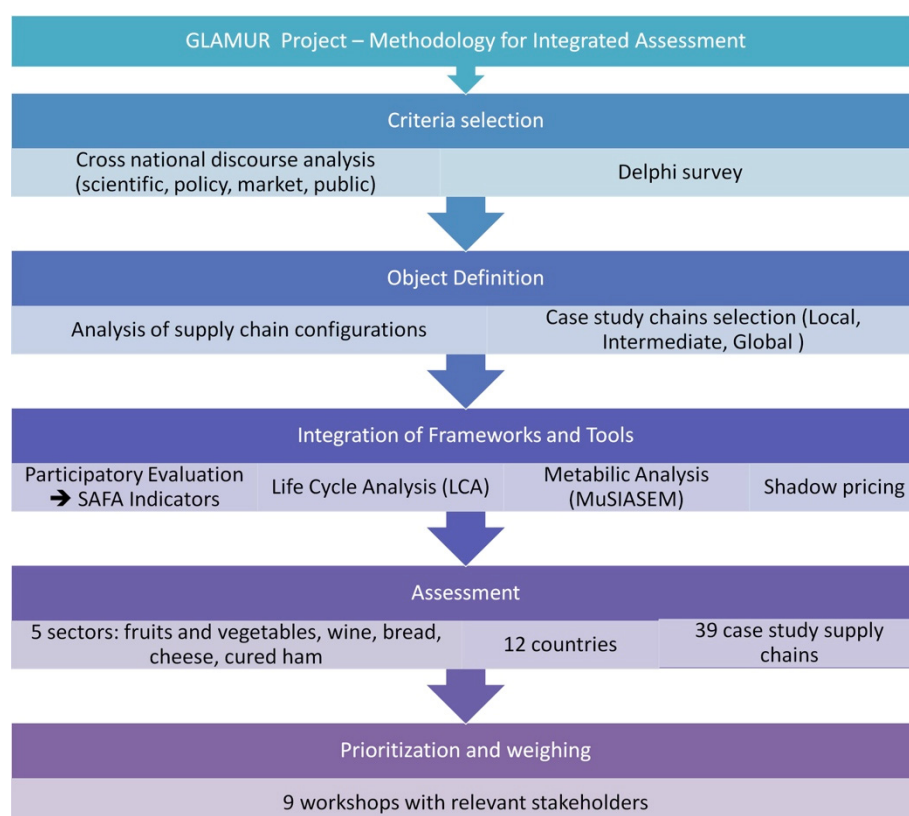 GLAMUR Project – Methodology for Integrated Assessment
Criteria selection
Cross national discourse analysis
(scientific, policy, market, public)
Delphi survey
Object Definition
Analysis of supply chain configurations
Case study chains selection (Local,
Intermediate, Global )
Integration of Frameworks and Tools
Participatory Evaluation
➔ SAFA Indicators
Life Cycle Analysis (LCA)
Metabilic Analysis
(MuSIASEM)
Shadow pricing
Assessment
5 sectors: fruits and vegetables, wine, bread,
cheese, cured ham
12 countries
39 case study supply
chains
Prioritization and weighing
9 workshops with relevant stakeholders